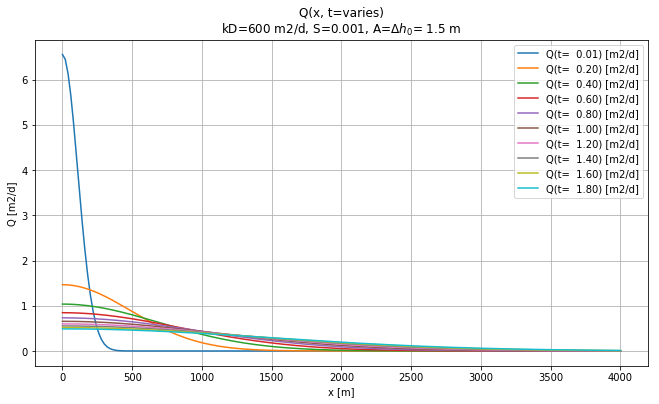 Q(x, t=varies)
kD=600 m2/d, S=0.001, A=Δh₀= 1.5 m
Q(t=  0.01) [m2/d]
Q(t=  0.20) [m2/d]
Q(t=  0.40) [m2/d]
Q(t=  0.60) [m2/d]
Q(t=  0.80) [m2/d]
Q(t=  1.00) [m2/d]
Q(t=  1.20) [m2/d]
Q(t=  1.40) [m2/d]
Q(t=  1.60) [m2/d]
Q(t=  1.80) [m2/d]
Q [m2/d]
6
5
4
3
2
1
0
0 500 1000 1500 2000 2500 3000 3500 4000
x [m]